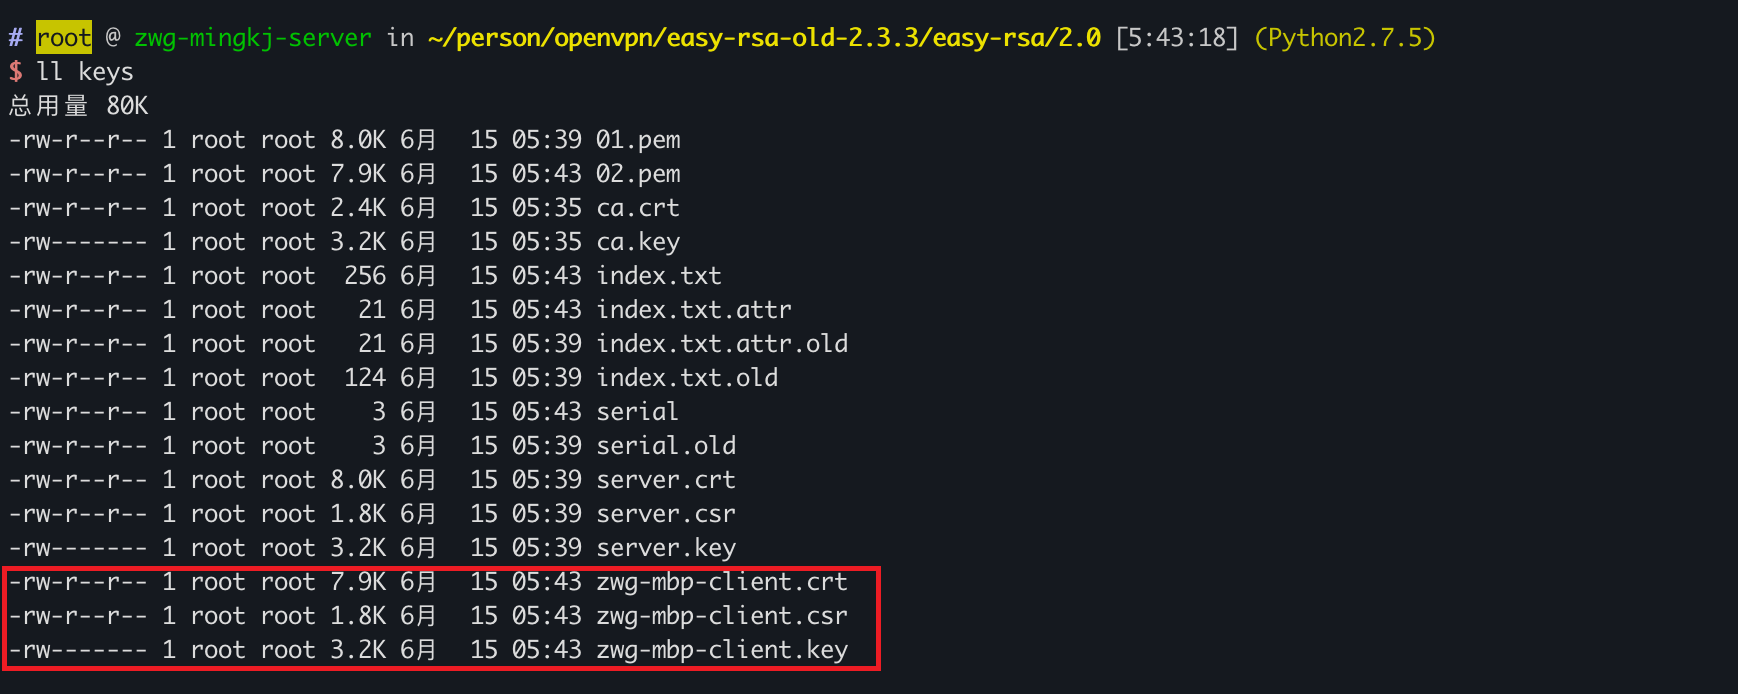 # root @ zwg-mingkj-server in ~/person/openvpn/easy-rsa-old-2.3.3/easy-rsa/2.0 [5:43:18] (Python2.7.5)
$ ll keys
总用量 80K
-rw-r--r-- 1 root root 8.0K 6月  15 05:39 01.pem
-rw-r--r-- 1 root root 7.9K 6月  15 05:43 02.pem
-rw-r--r-- 1 root root 2.4K 6月  15 05:35 ca.crt
-rw------- 1 root root 3.2K 6月  15 05:35 ca.key
-rw-r--r-- 1 root root  256 6月  15 05:43 index.txt
-rw-r--r-- 1 root root   21 6月  15 05:43 index.txt.attr
-rw-r--r-- 1 root root   21 6月  15 05:39 index.txt.attr.old
-rw-r--r-- 1 root root  124 6月  15 05:39 index.txt.old
-rw-r--r-- 1 root root    3 6月  15 05:43 serial
-rw-r--r-- 1 root root    3 6月  15 05:39 serial.old
-rw-r--r-- 1 root root 8.0K 6月  15 05:39 server.crt
-rw-r--r-- 1 root root 1.8K 6月  15 05:39 server.csr
-rw------- 1 root root 3.2K 6月  15 05:39 server.key
-rw-r--r-- 1 root root 7.9K 6月  15 05:43 zwg-mbp-client.crt
-rw-r--r-- 1 root root 1.8K 6月  15 05:43 zwg-mbp-client.csr
-rw------- 1 root root 3.2K 6月  15 05:43 zwg-mbp-client.key